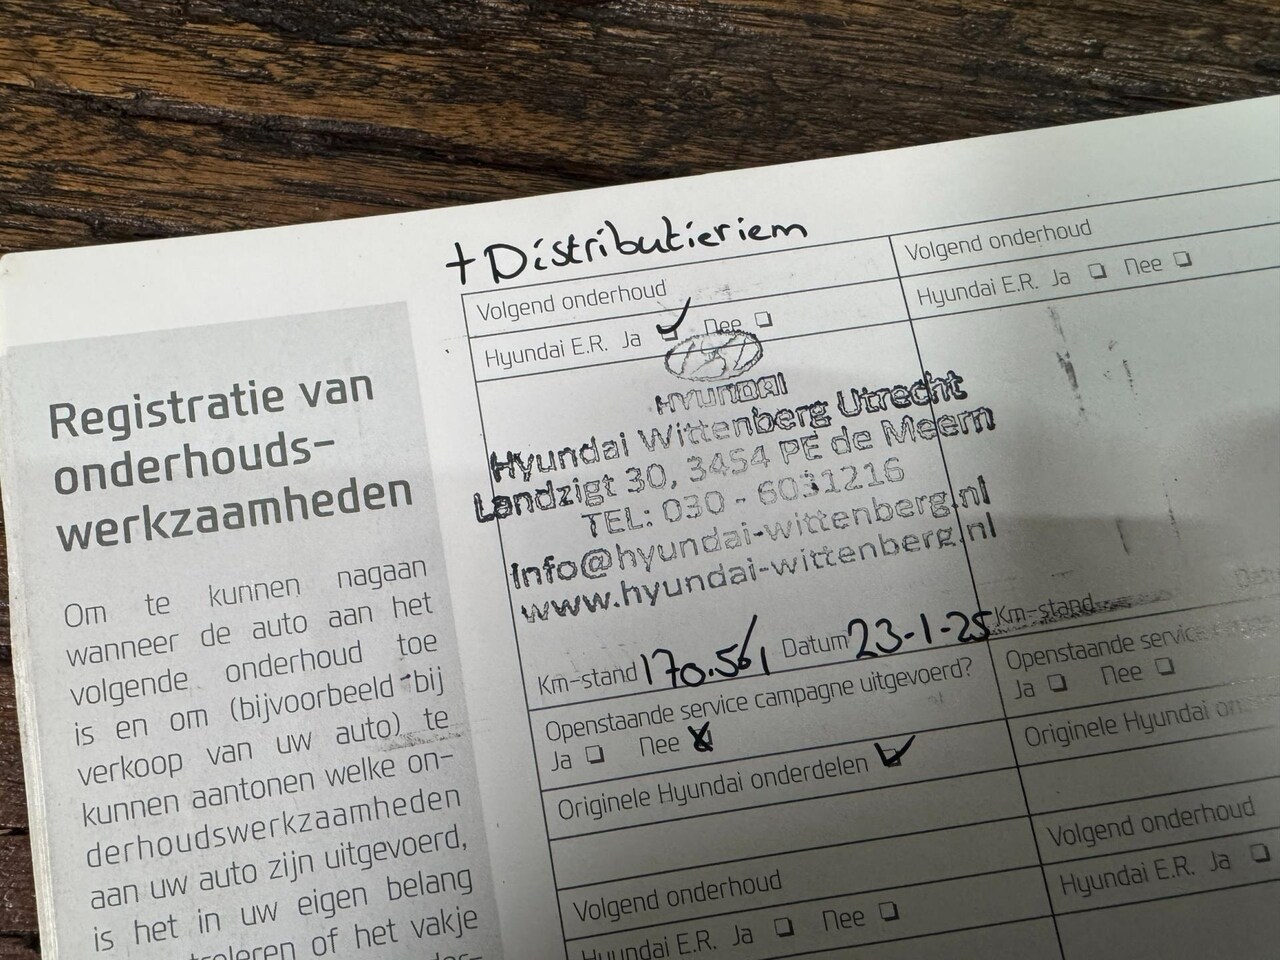 + Distributieriem
Registratie van
onderhouds-
werkzaamheden
Om te kunnen nagaan
wanneer de auto aan het
volgende onderhoud toe
is en om (bijvoorbeeld bij
verkoop van uw auto) te
kunnen aantonen welke on-
derhoudswerkzaamheden
aan uw auto zijn uitgevoerd,
is het in uw eigen belang
of het vakje
Volgend onderhoud
Hyundai E.R. Ja Nee
HYUNDAI
Hyundai Wittenberg Utrecht
Landzigt 30, 3454 PE de Meern
TEL: 030 - 6031216
Info@hyundai-wittenberg.nl
www.hyundai-wittenberg.nl
Km-stand 170.561 Datum 23-1-25
Openstaande service campagne uitgevoerd?
Ja Nee
Originele Hyundai onderdelen
Volgend onderhoud
Hyundai E.R. Ja Nee
Volgend onderhoud
Hyundai E.R. Ja Nee
Km-stand
Openstaande service
Ja Nee
Originele Hyundai
Volgend onderhoud
Hyundai E.R. Ja